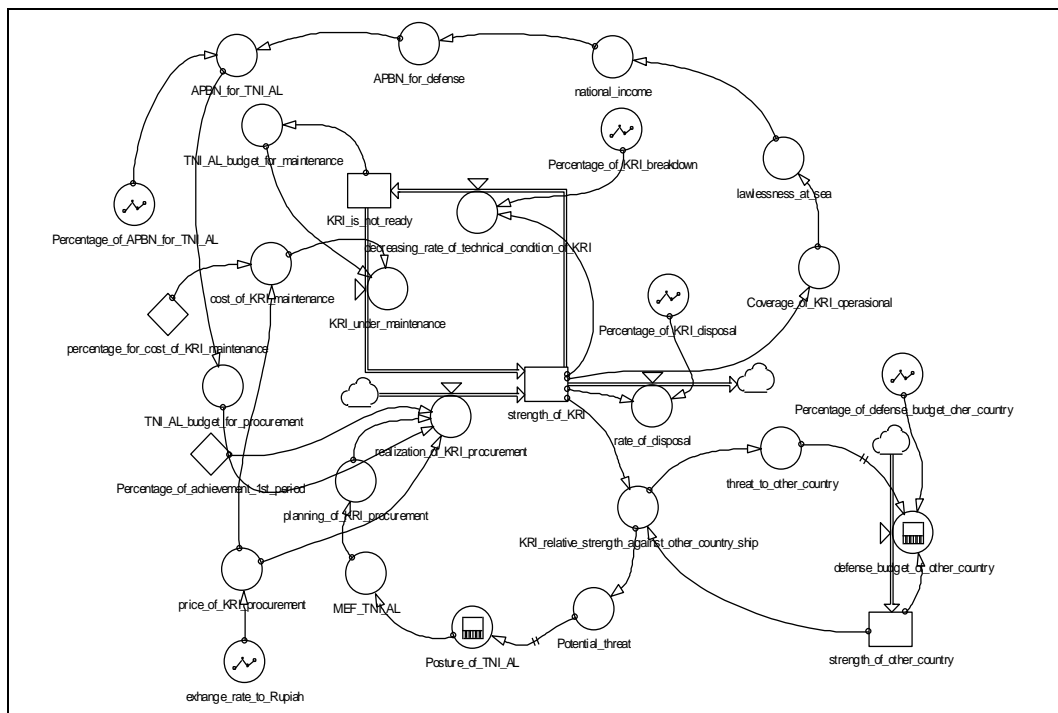 APBN_for_TNI_AL
APBN_for_defense
national_income
TNI_AL_budget_for_maintenance
Percentage_of_KRI_breakdown
lawlessness_at_sea
KRI_is_not_ready
Percentage_of_APBN_for_TNI_AL
decreasing_rate_of_technical_condition_of_KRI
cost_of_KRI_maintenance
Coverage_of_KRI_operasional
KRI_under_maintenance
Percentage_of_KRI_disposal
percentage_for_cost_of_KRI_maintenance
Percentage_of_defense_budget_oher_country
strength_of_KRI
TNI_AL_budget_for_procurement
rate_of_disposal
realization_of_KRI_procurement
threat_to_other_country
Percentage_of_achievement_1st_period
planning_of_KRI_procurement
KRI_relative_strength_against_other_country_ship
defense_budget_of_other_country
price_of_KRI_procurement
MEF_TNI_AL
Potential_threat
Posture_of_TNI_AL
strength_of_other_country
exhange_rate_to_Rupiah